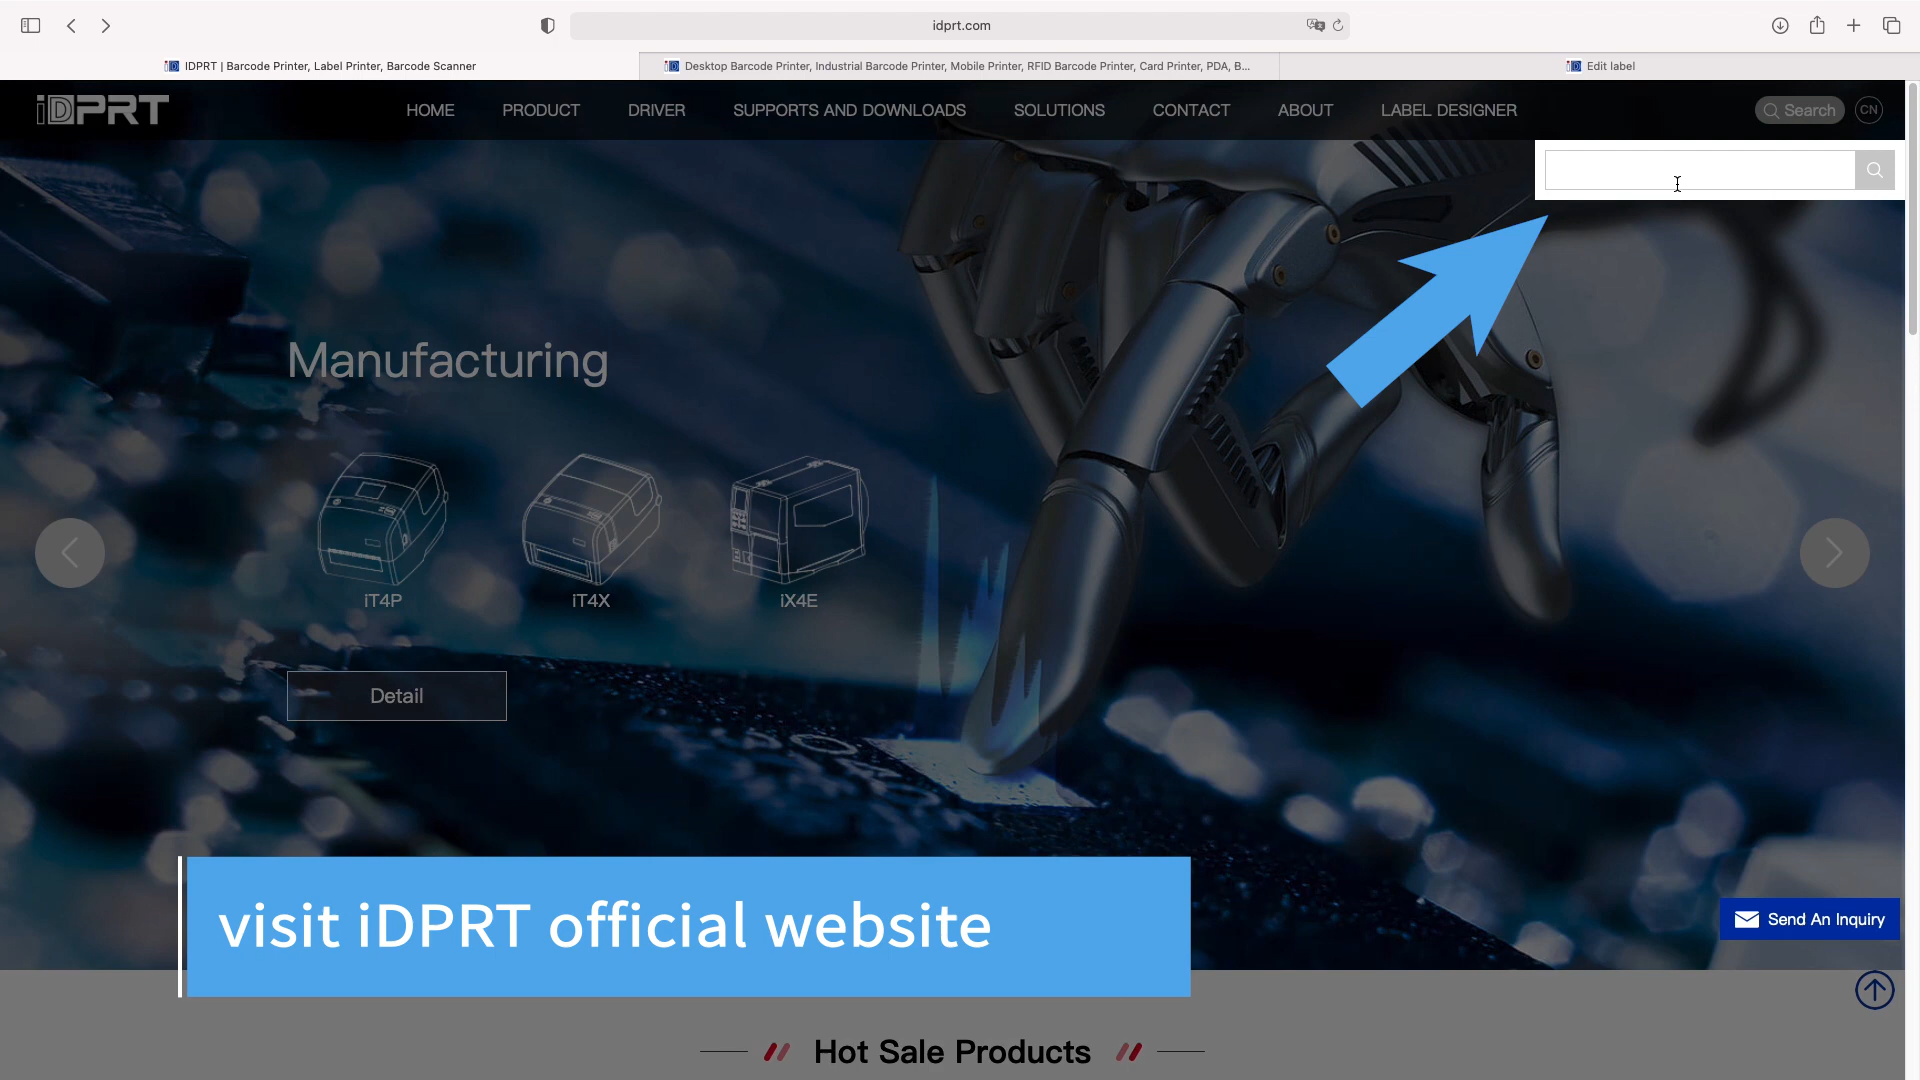 idprt.com
IDPRT | Barcode Printer, Label Printer, Barcode Scanner
Desktop Barcode Printer, Industrial Barcode Printer, Mobile Printer, RFID Barcode Printer, Card Printer, PDA, B...
Edit label
iDPRT
HOME
PRODUCT
DRIVER
SUPPORTS AND DOWNLOADS
SOLUTIONS
CONTACT
ABOUT
LABEL DESIGNER
Search
CN
Manufacturing
iT4P
iT4X
iX4E
Detail
visit iDPRT official website
Send An Inquiry
Hot Sale Products